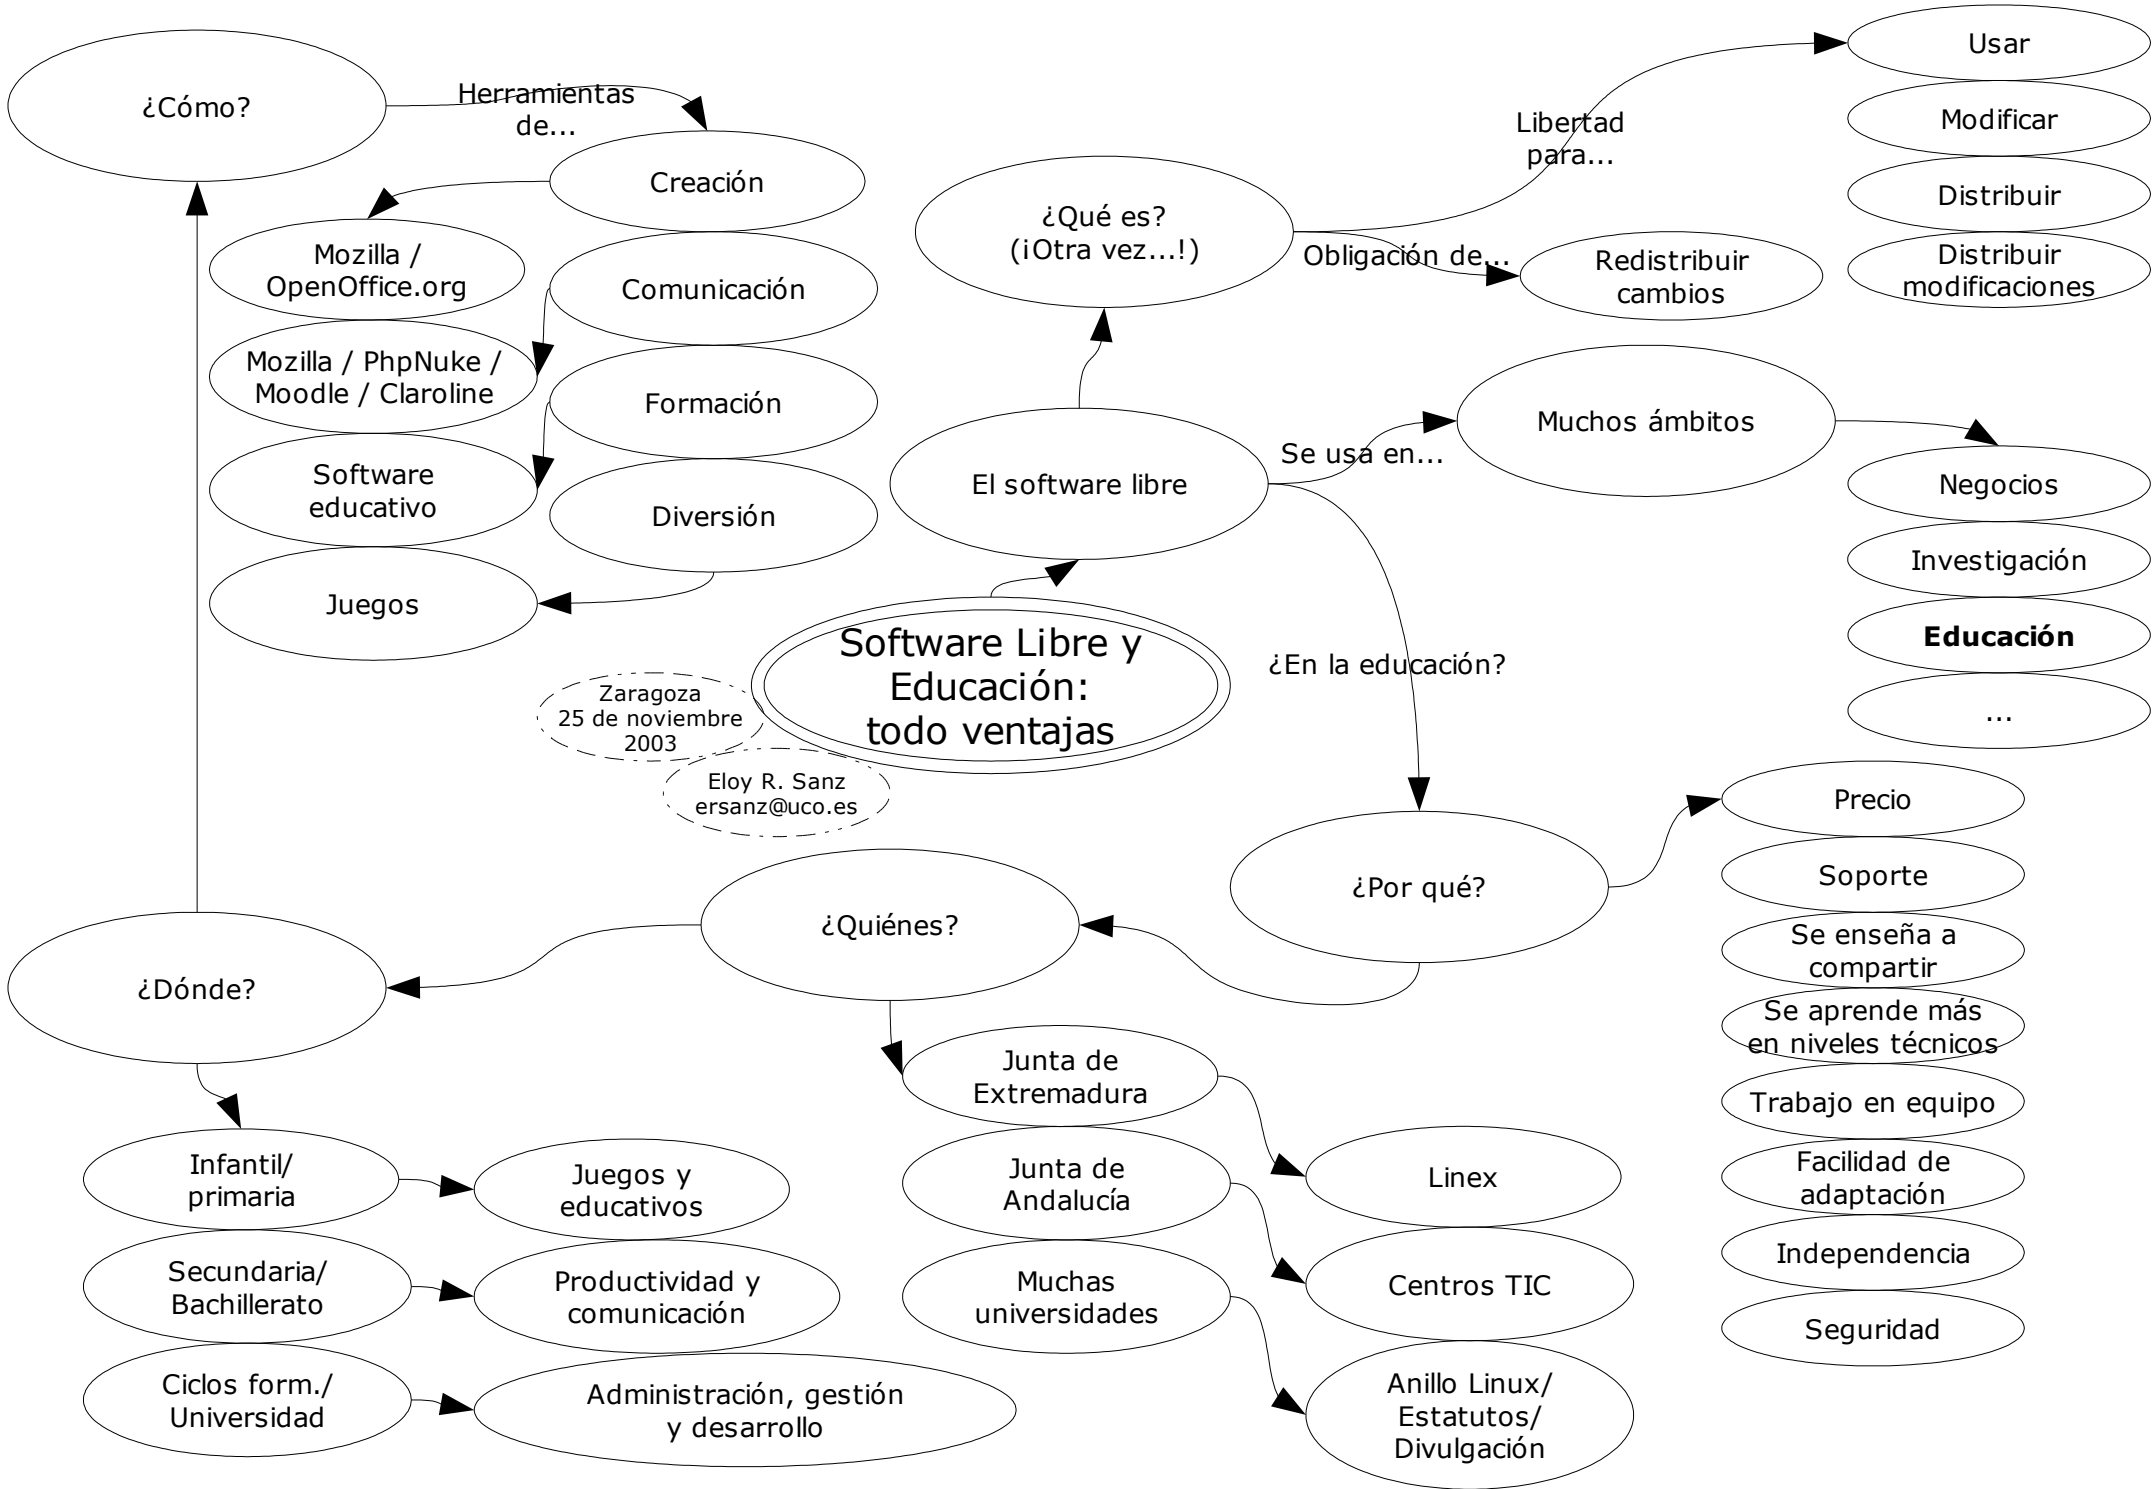 ¿Cómo?
Herramientas
de...
Creación
Mozilla /
OpenOffice.org
Comunicación
Mozilla / PhpNuke /
Moodle / Claroline
Formación
Software
educativo
Diversión
Juegos
¿Qué es?
(¡Otra vez...!)
Libertad
para...
Usar
Modificar
Distribuir
Distribuir
modificaciones
Obligación de...
Redistribuir
cambios
El software libre
Se usa en...
Muchos ámbitos
Negocios
Investigación
Educación
...
Software Libre y
Educación:
todo ventajas
Zaragoza
25 de noviembre
2003
Eloy R. Sanz
ersanz@uco.es
¿En la educación?
¿Por qué?
Precio
Soporte
Se enseña a
compartir
Se aprende más
en niveles técnicos
Trabajo en equipo
Facilidad de
adaptación
Independencia
Seguridad
¿Quiénes?
Junta de
Extremadura
Linex
Junta de
Andalucía
Centros TIC
Muchas
universidades
Anillo Linux/
Estatutos/
Divulgación
¿Dónde?
Infantil/
primaria
Juegos y
educativos
Secundaria/
Bachillerato
Productividad y
comunicación
Ciclos form./
Universidad
Administración, gestión
y desarrollo